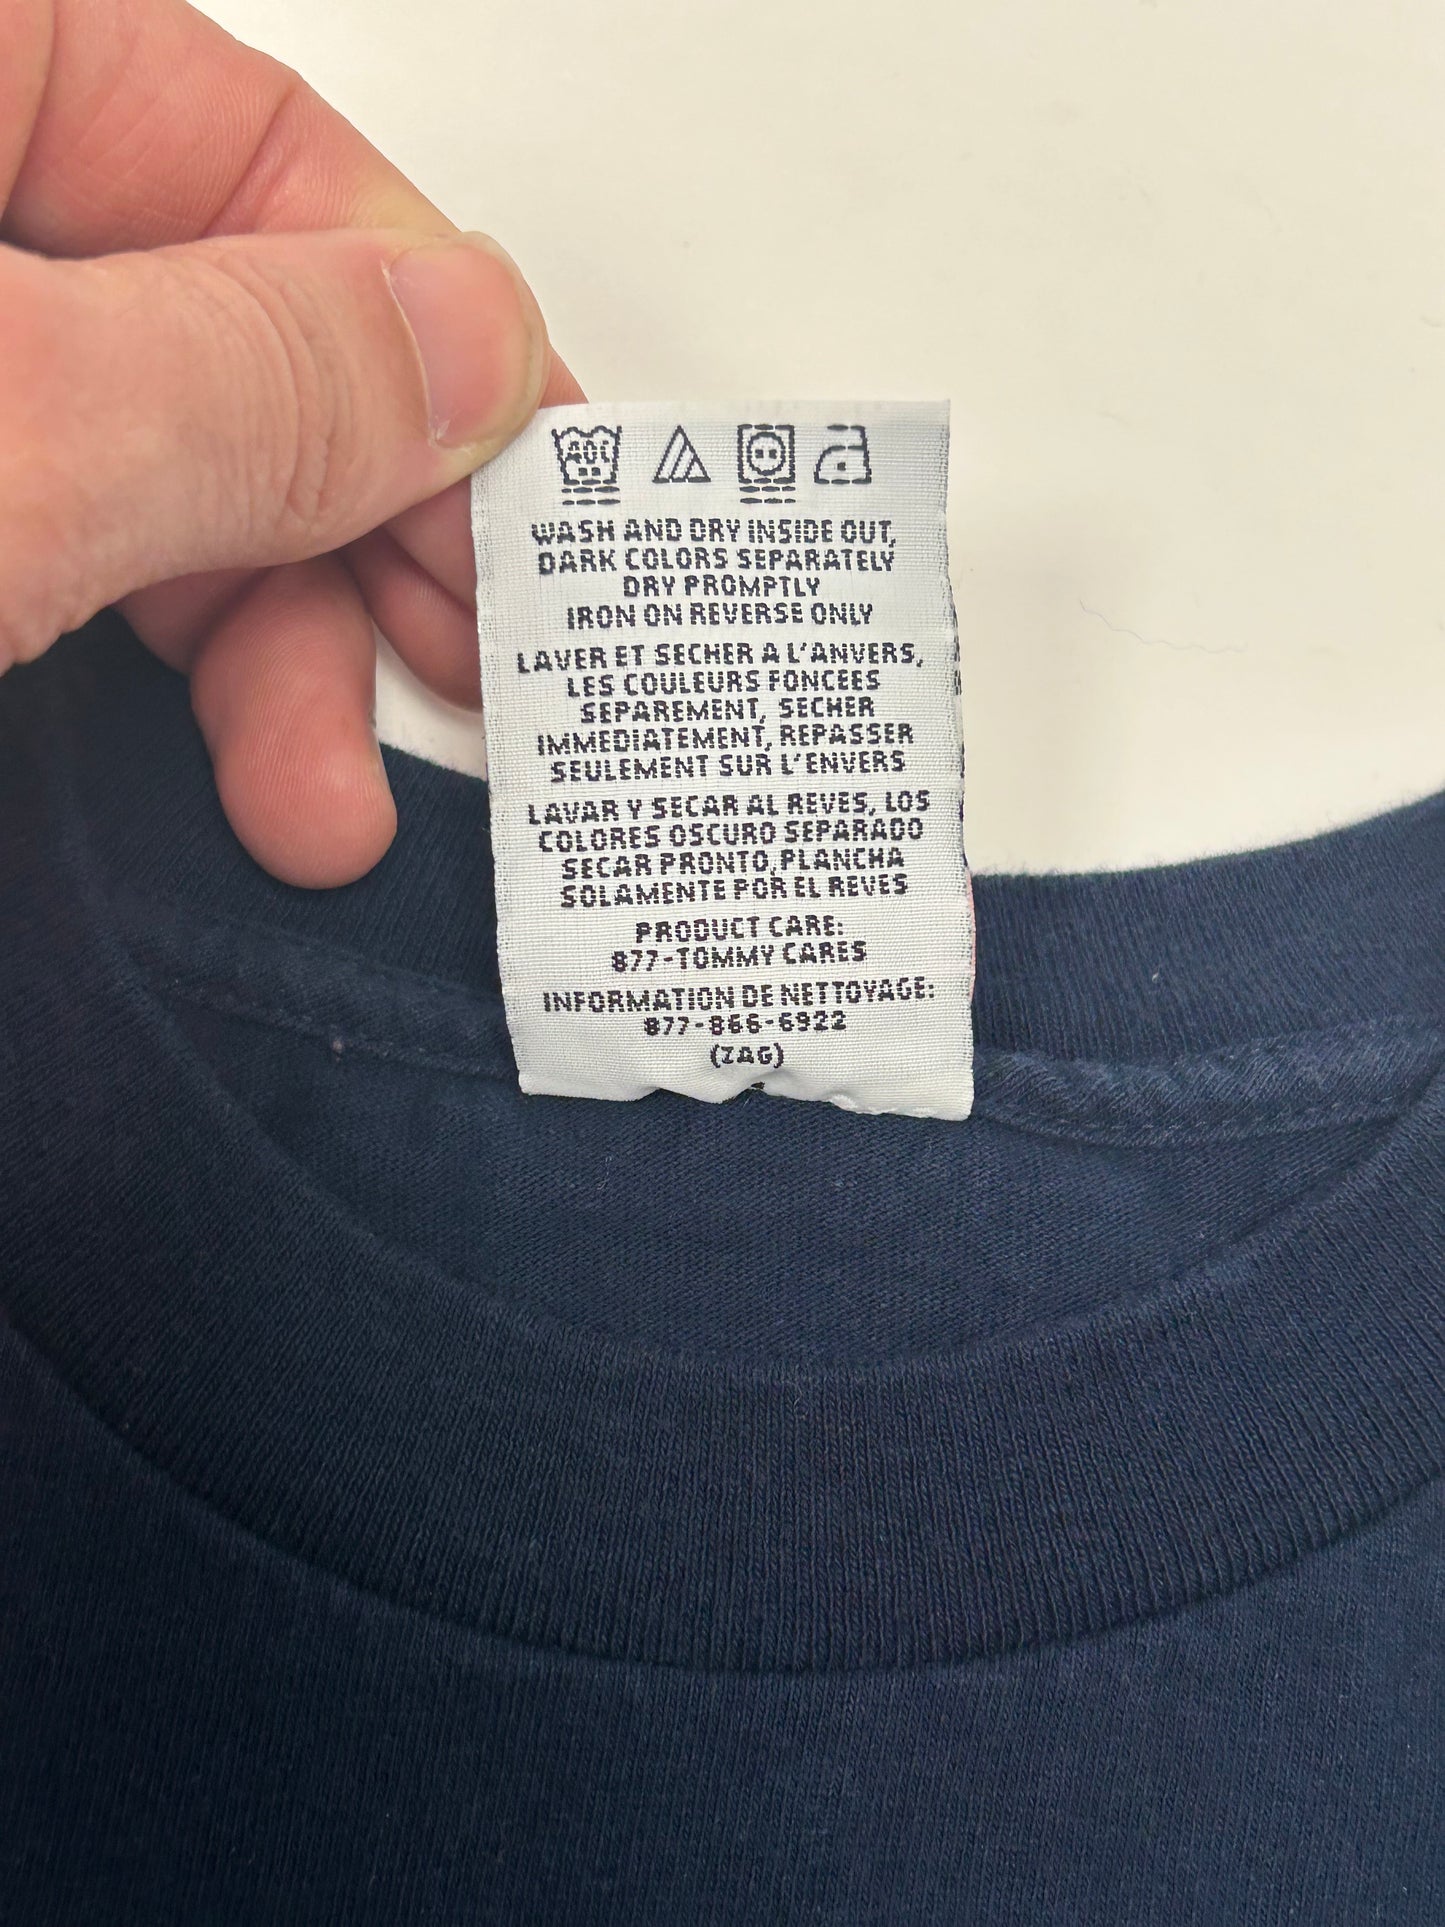 40C
WASH AND DRY INSIDE OUT,
DARK COLORS SEPARATELY
DRY PROMPTLY
IRON ON REVERSE ONLY
LAVER ET SECHER A L'ANVERS,
LES COULEURS FONCEES
SEPAREMENT, SECHER
IMMEDIATEMENT, REPASSER
SEULEMENT SUR L'ENVERS
LAVAR Y SECAR AL REVES, LOS
COLORES OSCURO SEPARADO
SECAR PRONTO, PLANCHA
SOLAMENTE POR EL REVES
PRODUCT CARE:
877-TOMMY CARES
INFORMATION DE NETTOYAGE:
877-866-6922
(ZAG)